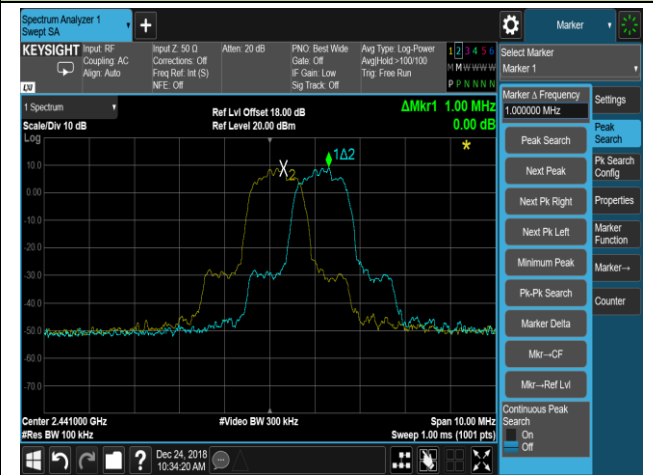 Spectrum Analyzer 1
Swept SA
+
Marker
KEYSIGHT
LXI
Input: RF
Coupling: AC
Align: Auto
Input Z: 50 Ω
Corrections: Off
Freq Ref: Int (S)
NFE: Off
Atten: 20 dB
PNO: Best Wide
Gate: Off
IF Gain: Low
Sig Track: Off
Avg Type: Log-Power
Avg|Hold:>100/100
Trig: Free Run
1 2 3 4 5 6
M M W W W W
P P N N N N
Select Marker
Marker 1
1 Spectrum
Scale/Div 10 dB
Ref Lvl Offset 18.00 dB
Ref Level 20.00 dBm
ΔMkr1 1.00 MHz
0.00 dB
Log
10.0
0.00
-10.0
-20.0
-30.0
-40.0
-50.0
-60.0
-70.0
X2
1Δ2
*
Center 2.441000 GHz
#Res BW 100 kHz
#Video BW 300 kHz
Span 10.00 MHz
Sweep 1.00 ms (1001 pts)
Marker Δ Frequency
1.000000 MHz
Peak Search
Next Peak
Next Pk Right
Next Pk Left
Minimum Peak
Pk-Pk Search
Marker Delta
Mkr→CF
Mkr→Ref Lvl
Continuous Peak
Search
On
Off
Settings
Peak
Search
Pk Search
Config
Properties
Marker
Function
Marker→
Counter
?
Dec 24, 2018
10:34:20 AM